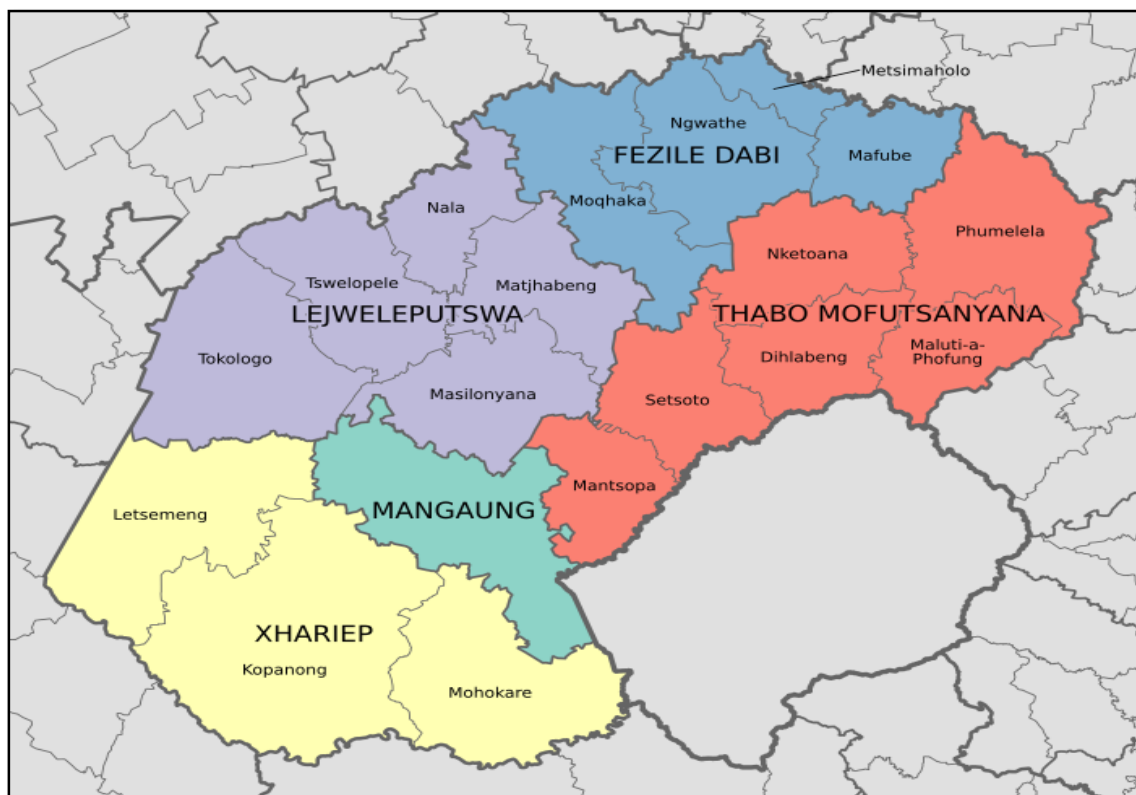 Metsimaholo
Ngwathe
FEZILE DABI
Mafube
Moqhaka
Nala
Phumelela
Nketoana
Tswelopele
Matjhabeng
LEJWELEPUTSWA
THABO MOFUTSANYANA
Tokologo
Dihlabeng
Maluti-a-
Phofung
Masilonyana
Setsoto
Mantsopa
MANGAUNG
Letsemeng
XHARIEP
Kopanong
Mohokare